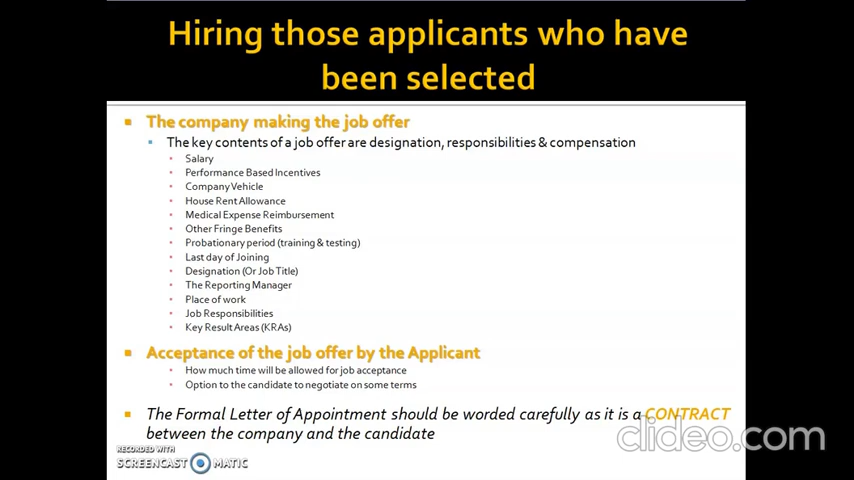 Hiring those applicants who have
been selected
The company making the job offer
The key contents of a job offer are designation, responsibilities & compensation
Salary
Performance Based Incentives
Company Vehicle
House Rent Allowance
Medical Expense Reimbursement
Other Fringe Benefits
Probationary period (training & testing)
Last day of Joining
Designation (Or Job Title)
The Reporting Manager
Place of work
Job Responsibilities
Key Result Areas (KRAs)
Acceptance of the job offer by the Applicant
How much time will be allowed for job acceptance
Option to the candidate to negotiate on some terms
The Formal Letter of Appointment should be worded carefully as it is a CONTRACT
between the company and the candidate
clideo.com
RECORDED WITH
SCREENCAST MATIC